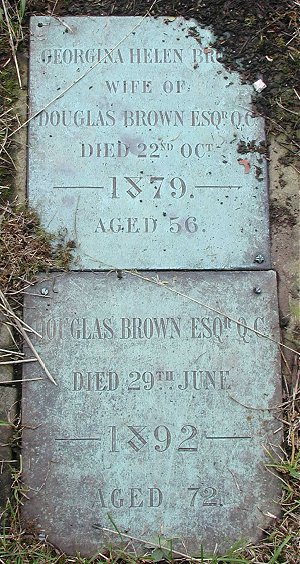 GEORGINA HELEN BRO
WIFE OF
DOUGLAS BROWN ESQR Q.C.
DIED 22ND OCT
1879.
AGED 56.
DOUGLAS BROWN ESQR Q.C.
DIED 29TH JUNE
1892
AGED 72.